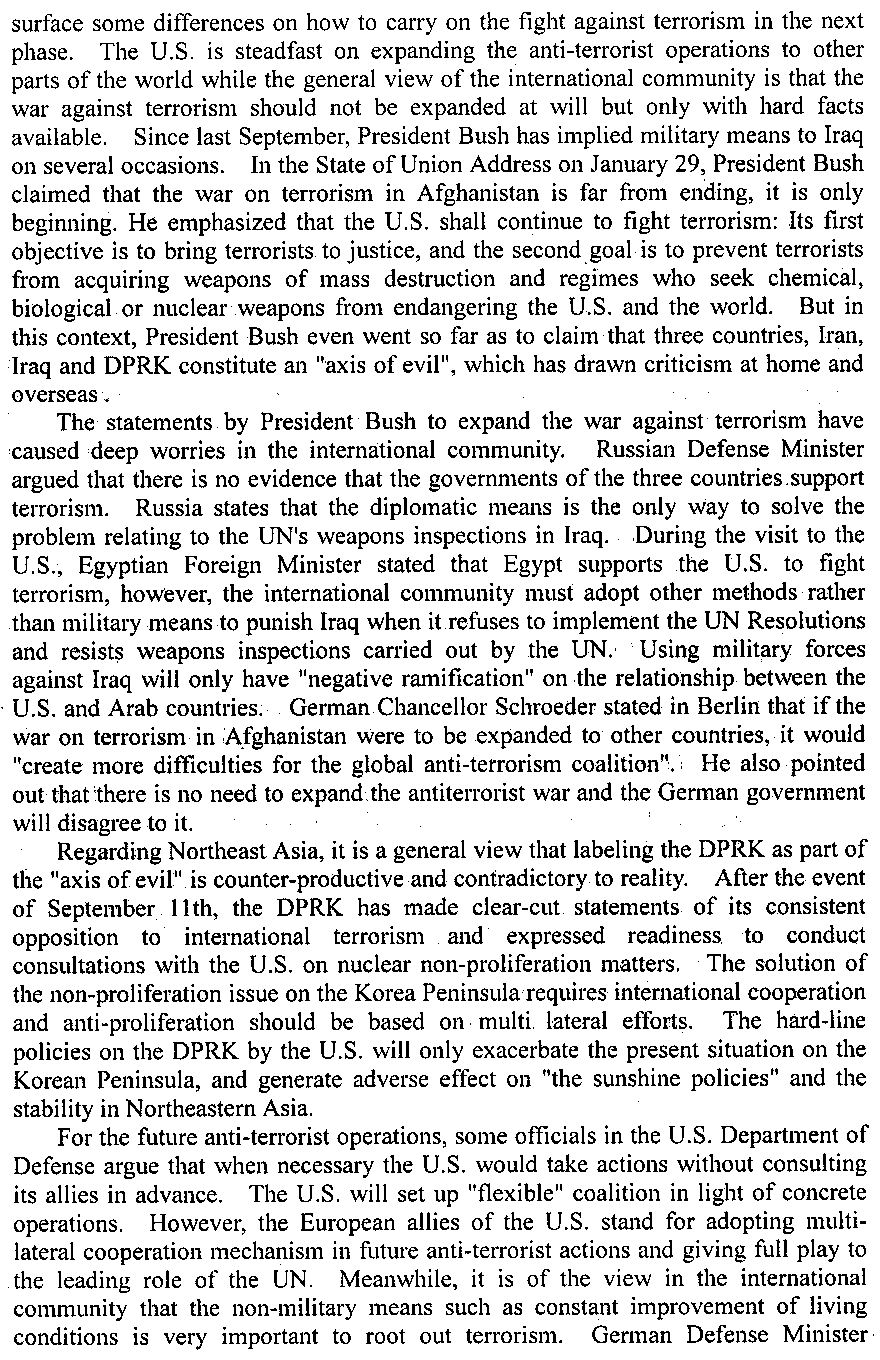 surface some differences on how to carry on the fight against terrorism in the next
phase. The U.S. is steadfast on expanding the anti-terrorist operations to other
parts of the world while the general view of the international community is that the
war against terrorism should not be expanded at will but only with hard facts
available. Since last September, President Bush has implied military means to Iraq
on several occasions. In the State of Union Address on January 29, President Bush
claimed that the war on terrorism in Afghanistan is far from ending, it is only
beginning. He emphasized that the U.S. shall continue to fight terrorism: Its first
objective is to bring terrorists to justice, and the second goal is to prevent terrorists
from acquiring weapons of mass destruction and regimes who seek chemical,
biological or nuclear weapons from endangering the U.S. and the world. But in
this context, President Bush even went so far as to claim that three countries, Iran,
Iraq and DPRK constitute an "axis of evil", which has drawn criticism at home and
overseas.
The statements by President Bush to expand the war against terrorism have
caused deep worries in the international community. Russian Defense Minister
argued that there is no evidence that the governments of the three countries support
terrorism. Russia states that the diplomatic means is the only way to solve the
problem relating to the UN's weapons inspections in Iraq. During the visit to the
U.S., Egyptian Foreign Minister stated that Egypt supports the U.S. to fight
terrorism, however, the international community must adopt other methods rather
than military means to punish Iraq when it refuses to implement the UN Resolutions
and resists weapons inspections carried out by the UN. Using military forces
against Iraq will only have "negative ramification" on the relationship between the
U.S. and Arab countries. German Chancellor Schroeder stated in Berlin that if the
war on terrorism in Afghanistan were to be expanded to other countries, it would
"create more difficulties for the global anti-terrorism coalition". He also pointed
out that there is no need to expand the antiterrorist war and the German government
will disagree to it.
Regarding Northeast Asia, it is a general view that labeling the DPRK as part of
the "axis of evil" is counter-productive and contradictory to reality. After the event
of September 11th, the DPRK has made clear-cut statements of its consistent
opposition to international terrorism and expressed readiness to conduct
consultations with the U.S. on nuclear non-proliferation matters. The solution of
the non-proliferation issue on the Korea Peninsula requires international cooperation
and anti-proliferation should be based on multi lateral efforts. The hard-line
policies on the DPRK by the U.S. will only exacerbate the present situation on the
Korean Peninsula, and generate adverse effect on "the sunshine policies" and the
stability in Northeastern Asia.
For the future anti-terrorist operations, some officials in the U.S. Department of
Defense argue that when necessary the U.S. would take actions without consulting
its allies in advance. The U.S. will set up "flexible" coalition in light of concrete
operations. However, the European allies of the U.S. stand for adopting multi-
lateral cooperation mechanism in future anti-terrorist actions and giving full play to
the leading role of the UN. Meanwhile, it is of the view in the international
community that the non-military means such as constant improvement of living
conditions is very important to root out terrorism. German Defense Minister